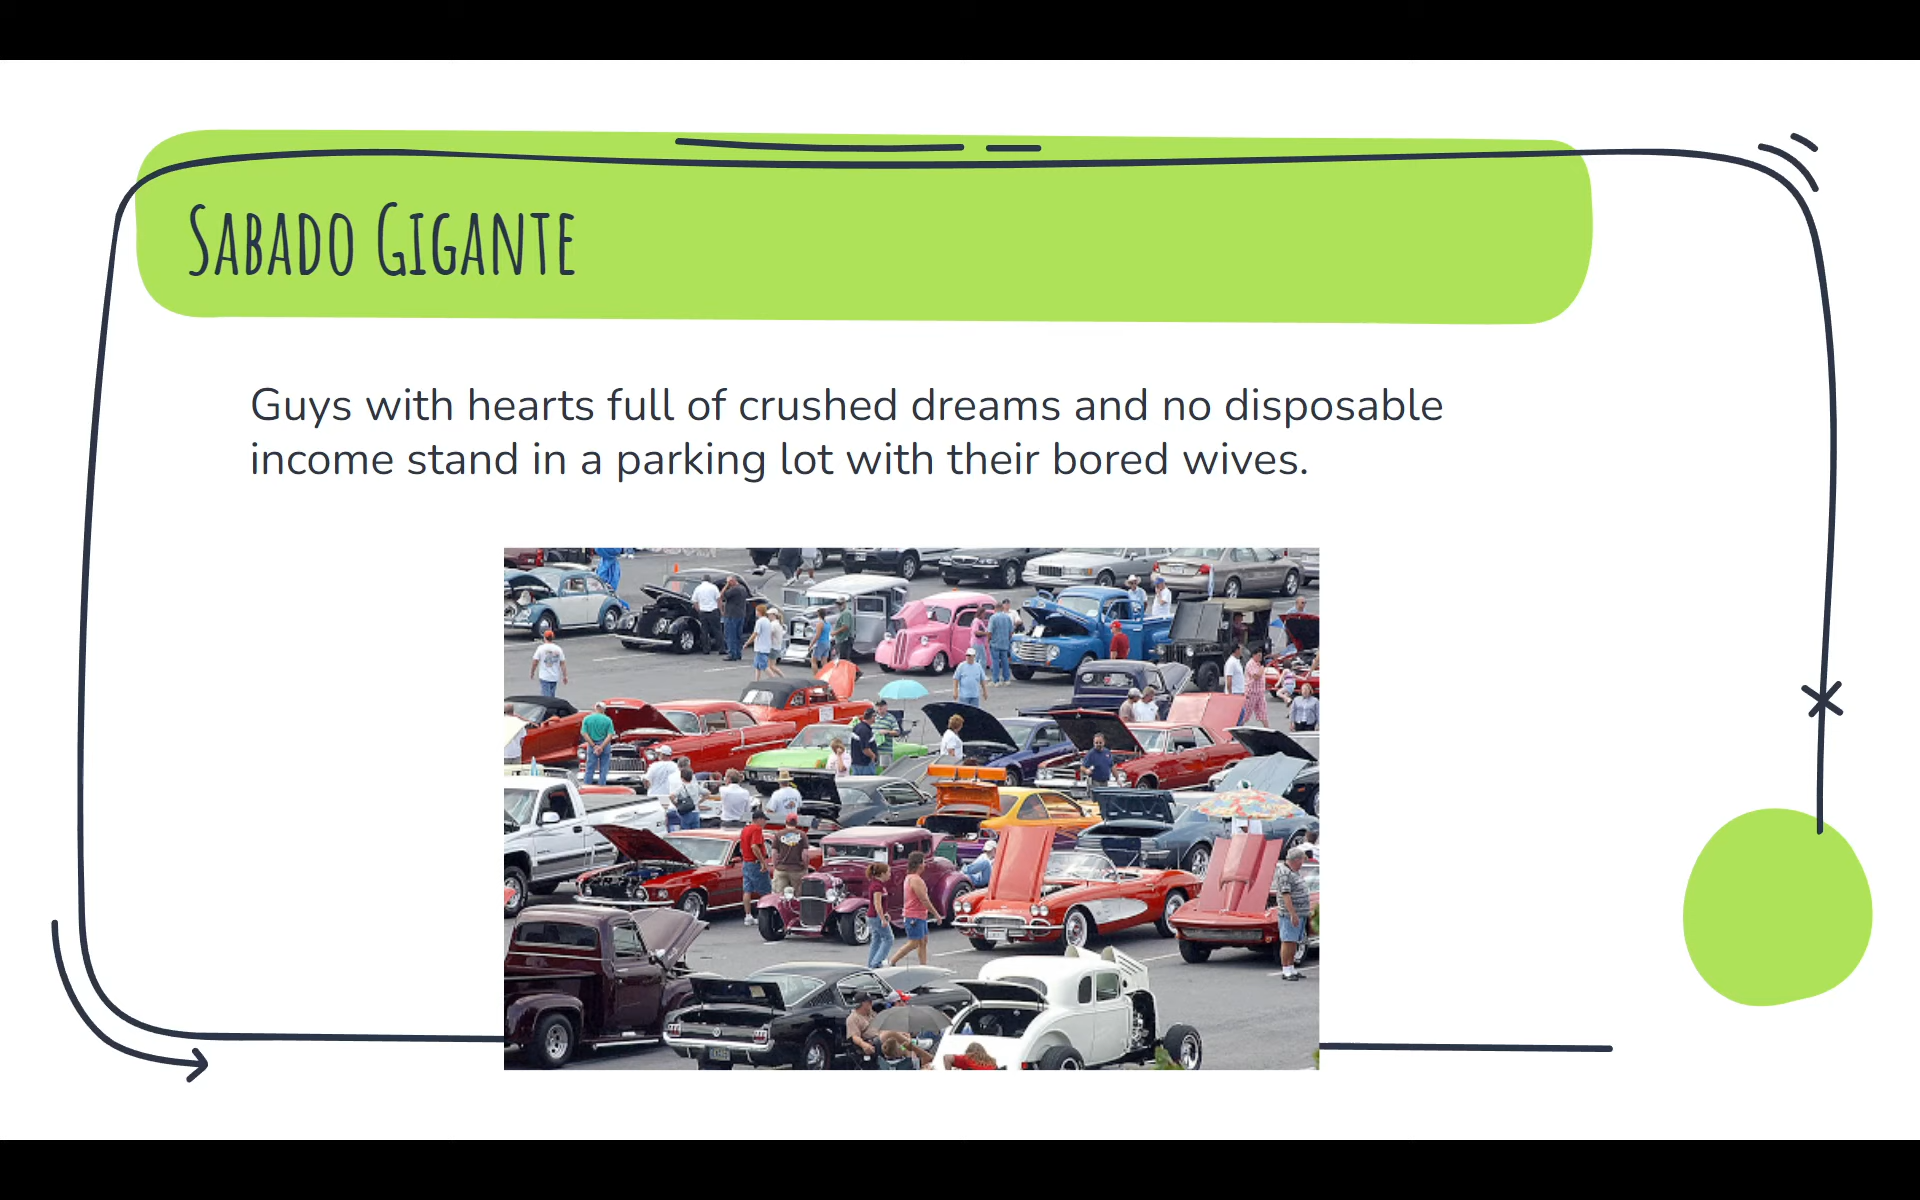 Sabado Gigante
Guys with hearts full of crushed dreams and no disposable
income stand in a parking lot with their bored wives.